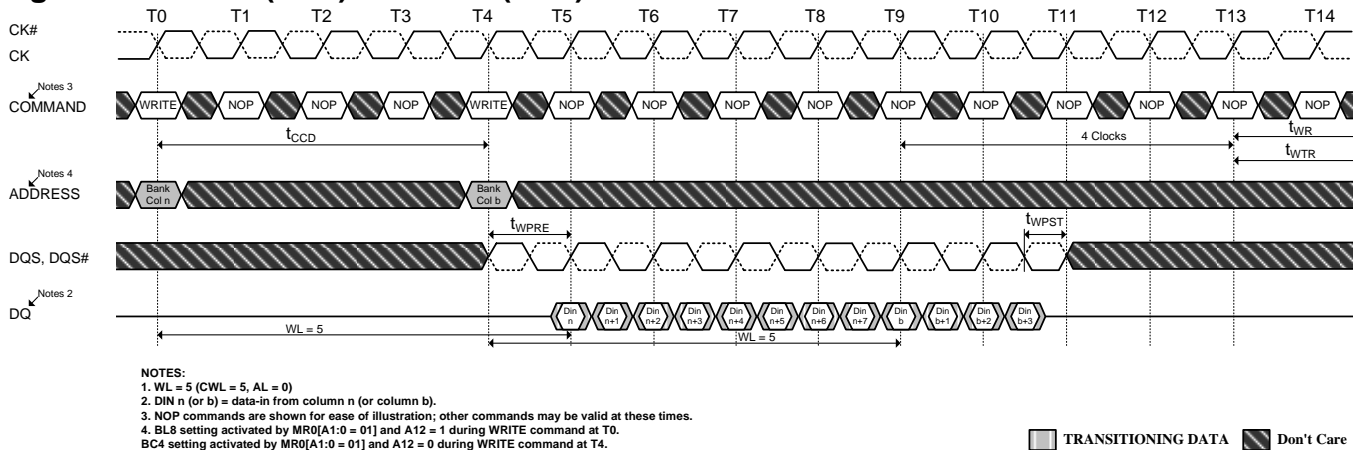 T0 T1 T2 T3 T4 T5 T6 T7 T8 T9 T10 T11 T12 T13 T14
CK#
CK
Notes 3
COMMAND
WRITE NOP NOP NOP WRITE NOP NOP NOP NOP NOP NOP NOP NOP NOP NOP
tCCD
4 Clocks
tWR
tWTR
Notes 4
ADDRESS
Bank Col n
Bank Col b
tWPRE
tWPST
DQS, DQS#
Notes 2
DQ
Din n Din n+1 Din n+2 Din n+3 Din n+4 Din n+5 Din n+6 Din n+7 Din b Din b+1 Din b+2 Din b+3
WL = 5
WL = 5
NOTES:
1. WL = 5 (CWL = 5, AL = 0)
2. DIN n (or b) = data-in from column n (or column b).
3. NOP commands are shown for ease of illustration; other commands may be valid at these times.
4. BL8 setting activated by MR0[A1:0 = 01] and A12 = 1 during WRITE command at T0.
BC4 setting activated by MR0[A1:0 = 01] and A12 = 0 during WRITE command at T4.
TRANSITIONING DATA
Don't Care